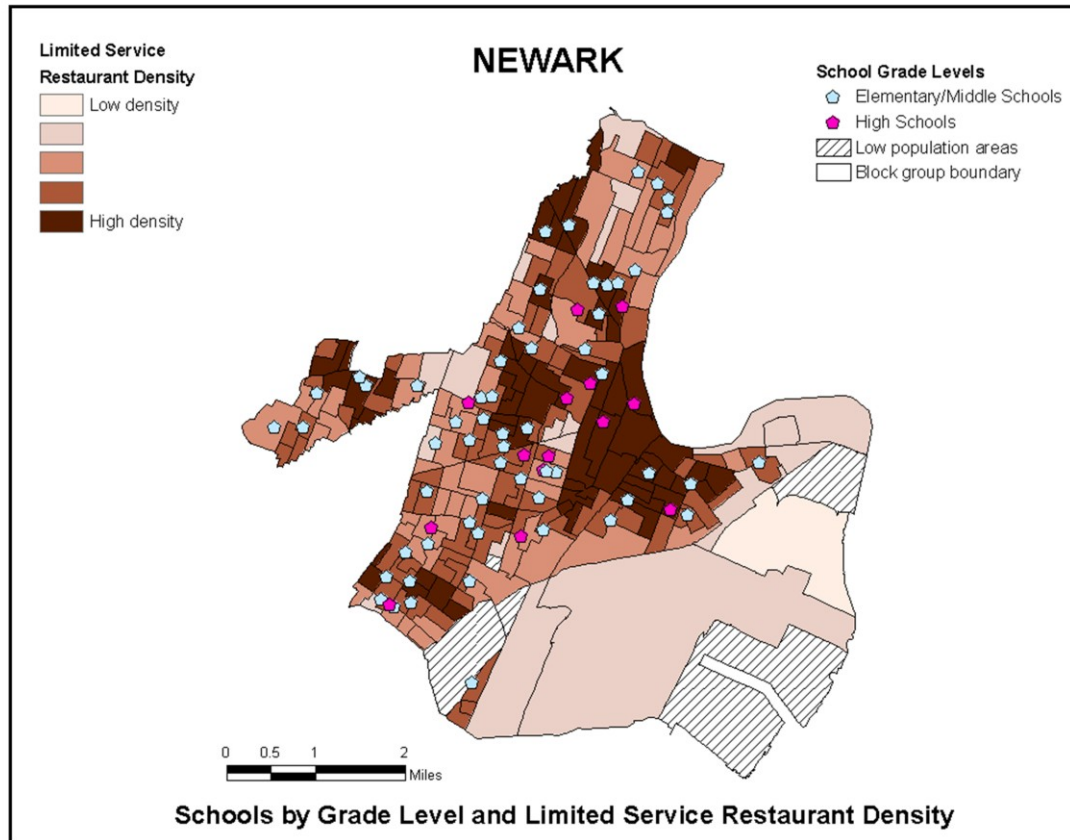 NEWARK
Limited Service
Restaurant Density
Low density
High density
School Grade Levels
Elementary/Middle Schools
High Schools
Low population areas
Block group boundary
0 0.5 1 2
Miles
Schools by Grade Level and Limited Service Restaurant Density